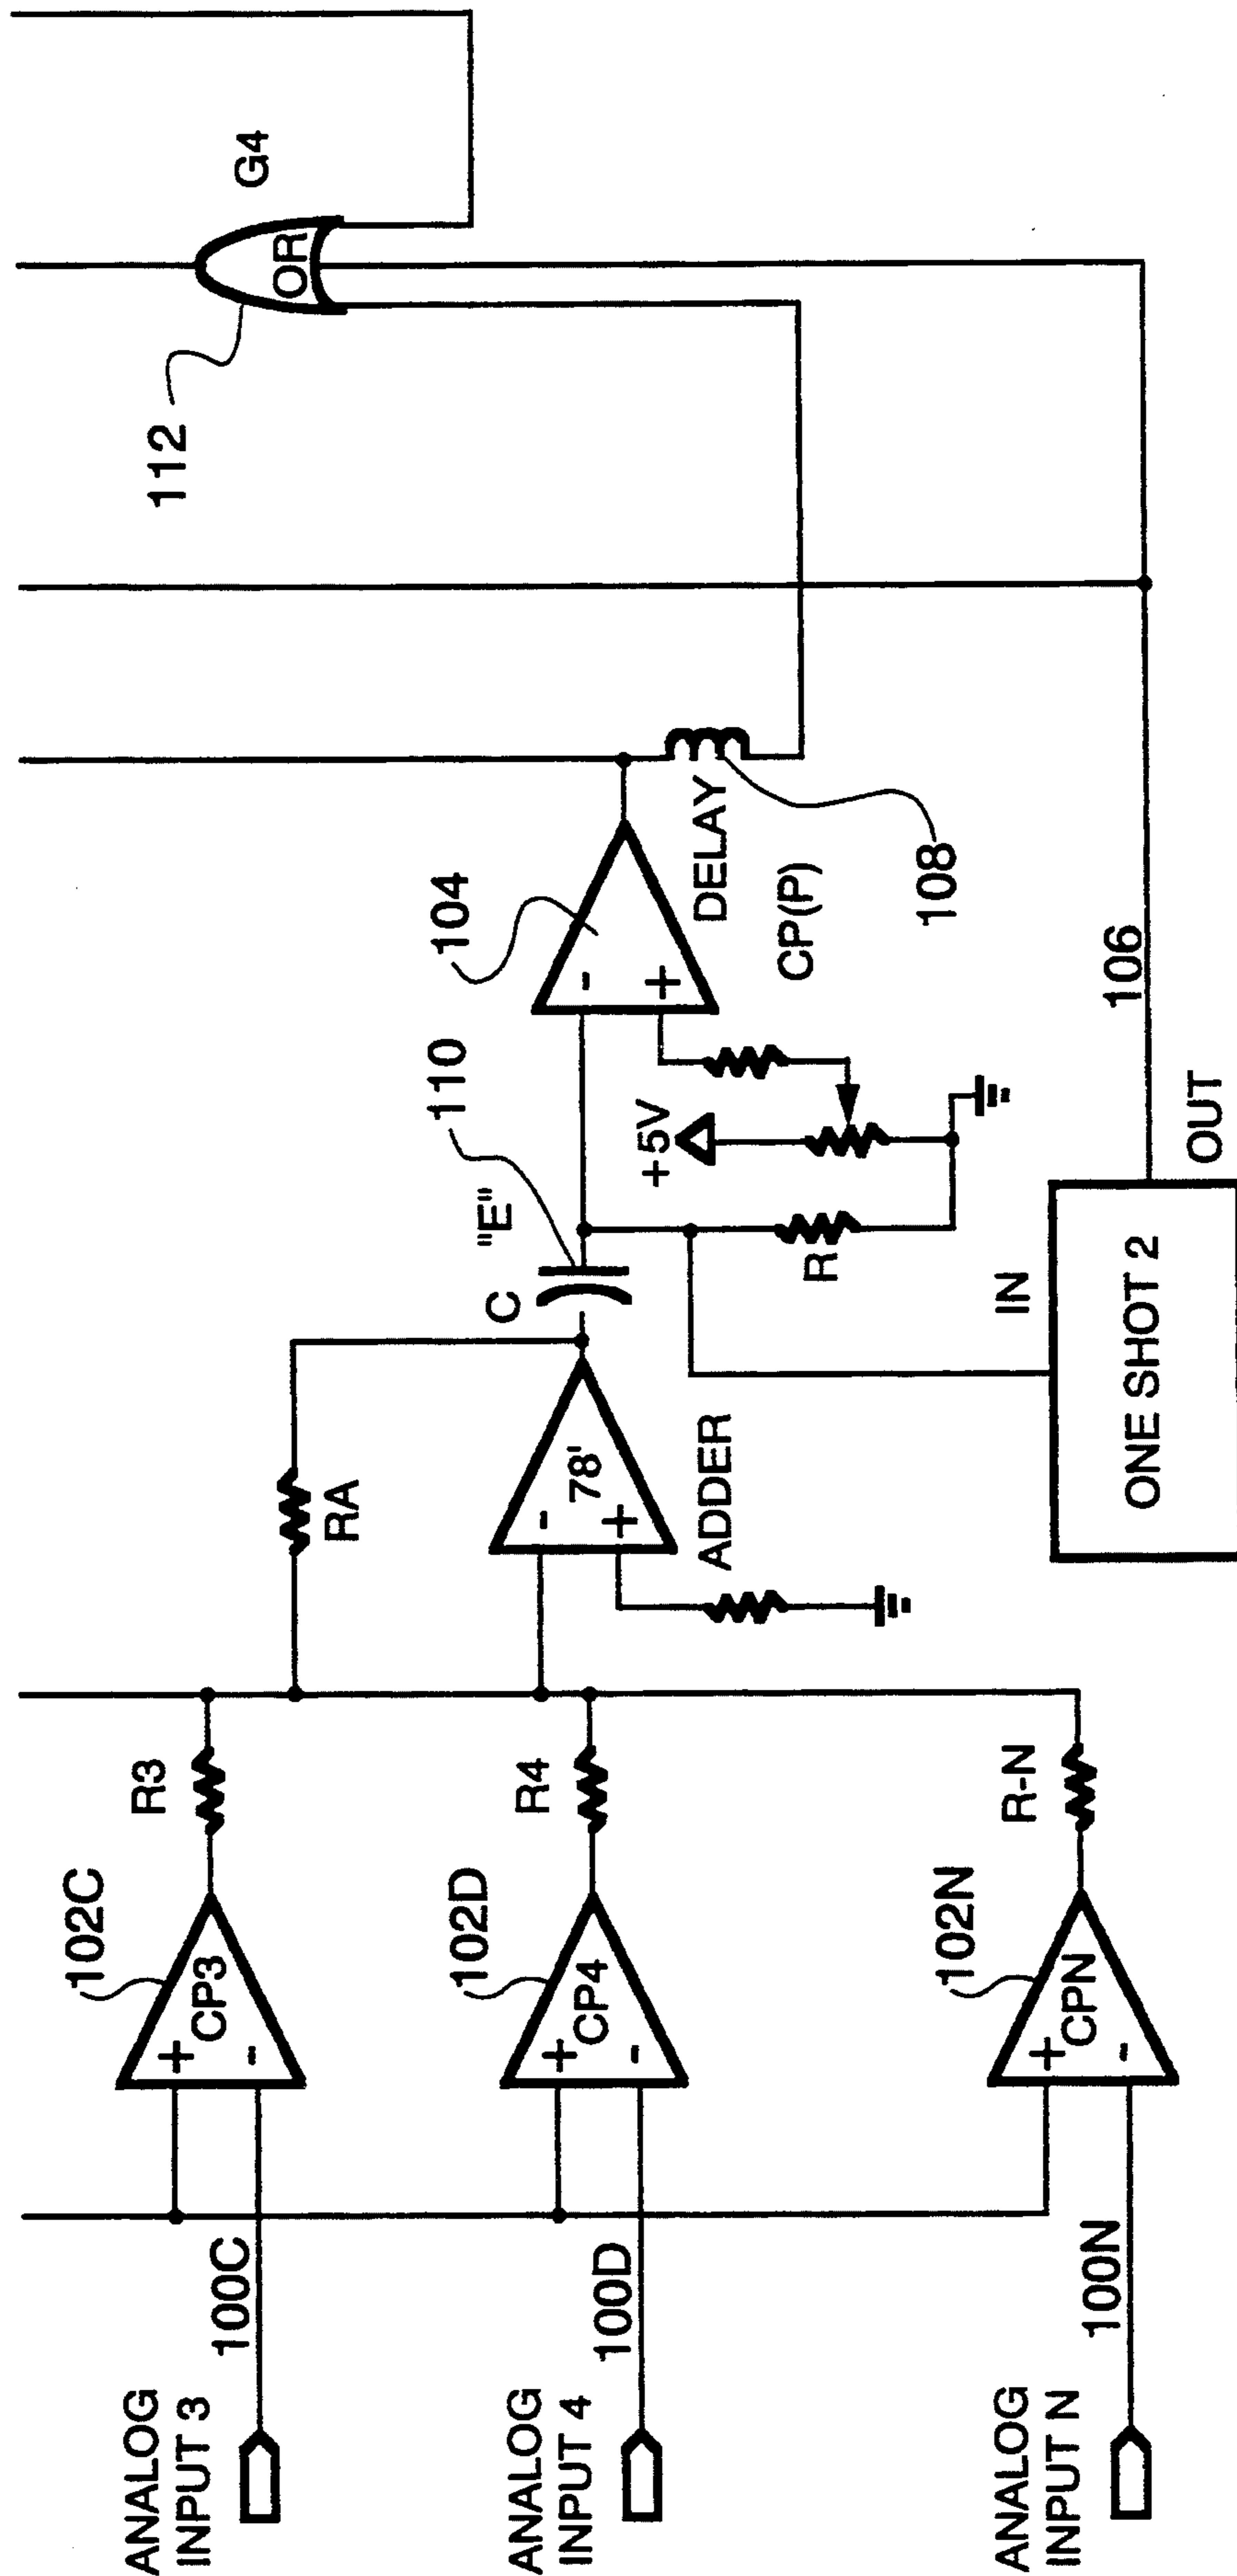 ANALOG
INPUT 3
100C
+
-
CP3
102C
R3
ANALOG
INPUT 4
100D
+
-
CP4
102D
R4
ANALOG
INPUT N
100N
+
-
CPN
102N
R-N
RA
-
+
78'
ADDER
C
"E"
110
R
+5V
-
+
104
DELAY
CP(P)
108
IN
ONE SHOT 2
OUT
106
112
OR
G4